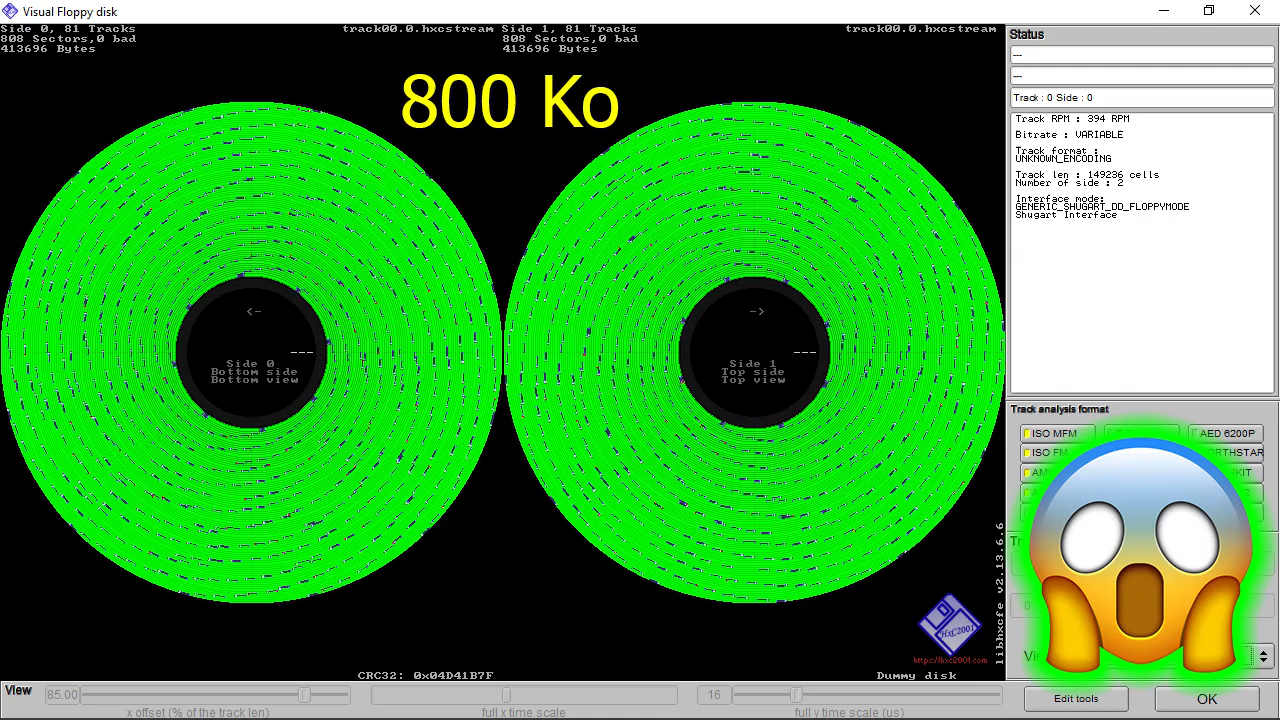 Visual Floppy disk
Side 0, 81 Tracks
808 Sectors,0 bad
413696 Bytes
track00.0.hxcstream
Side 1, 81 Tracks
808 Sectors,0 bad
413696 Bytes
track00.0.hxcstream
800 Ko
<-
---
Side 0
Bottom side
Bottom view
->
---
Side 1
Top side
Top view
HxC2001
https://hxc2001.com
libhxcfe v2.13.6.6
CRC32: 0x04D41B7F
Dummy disk
Status
---
---
Track : 0 Side : 0
Track RPM : 394 RPM
Bitrate : VARIABLE
Track format :
UNKNOWN_ENCODING
Track len : 149236 cells
Number of side : 2
Interface mode:
GENERIC_SHUGART_DD_FLOPPYMODE
Shugart Interface
Track analysis format
ISO MFM
AED 6200P
ISO FM
View
85.00
x offset (% of the track len)
full x time scale
16
full y time scale (us)
Edit tools
OK